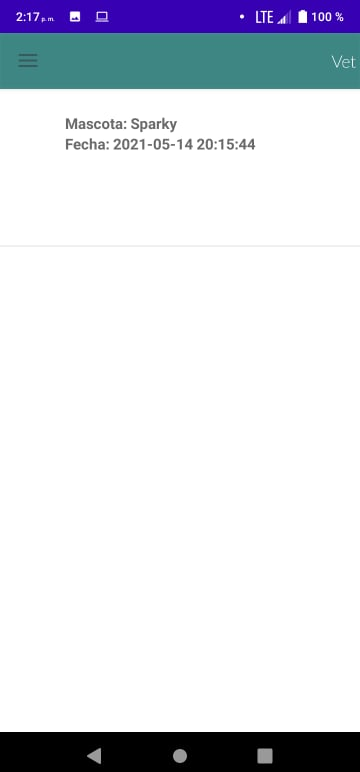 2:17 p. m.
LTE
100 %
Vet
Mascota: Sparky
Fecha: 2021-05-14 20:15:44